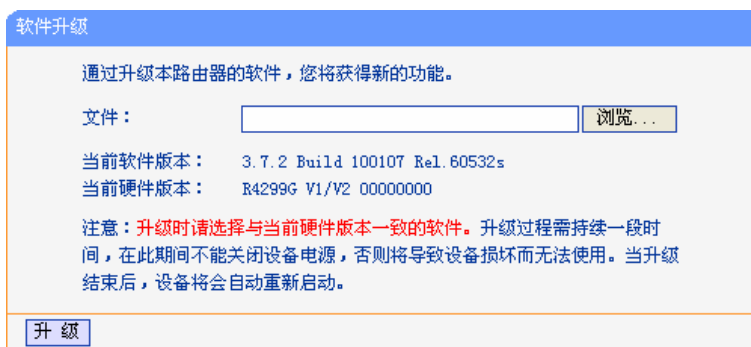 软件升级
通过升级本路由器的软件，您将获得新的功能。
文件：
浏览...
当前软件版本： 3.7.2 Build 100107 Rel.60532s
当前硬件版本： R4299G V1/V2 00000000
注意：升级时请选择与当前硬件版本一致的软件。升级过程需持续一段时
间，在此期间不能关闭设备电源，否则将导致设备损坏而无法使用。当升级
结束后，设备将会自动重新启动。
升 级